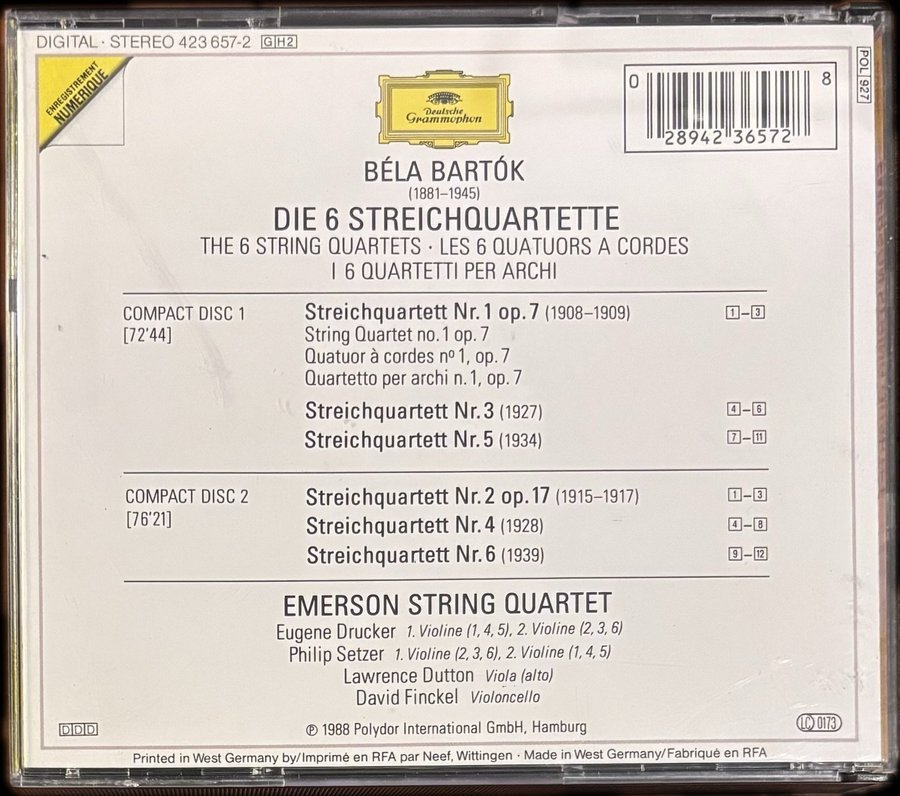 DIGITAL · STEREO 423 657-2 GH2
POL 927
ENREGISTREMENT
NUMÉRIQUE
Deutsche
Grammophon
0 28942 36572 8
BÉLA BARTÓK
(1881–1945)
DIE 6 STREICHQUARTETTE
THE 6 STRING QUARTETS · LES 6 QUATUORS A CORDES
I 6 QUARTETTI PER ARCHI
COMPACT DISC 1 Streichquartett Nr. 1 op. 7 (1908–1909) 1–3
[72'44] String Quartet no. 1 op. 7
Quatuor à cordes nº 1, op. 7
Quartetto per archi n. 1, op. 7
Streichquartett Nr. 3 (1927) 4–6
Streichquartett Nr. 5 (1934) 7–11
COMPACT DISC 2 Streichquartett Nr. 2 op. 17 (1915–1917) 1–3
[76'21]
Streichquartett Nr. 4 (1928) 4–8
Streichquartett Nr. 6 (1939) 9–12
EMERSON STRING QUARTET
Eugene Drucker 1. Violine (1, 4, 5), 2. Violine (2, 3, 6)
Philip Setzer 1. Violine (2, 3, 6), 2. Violine (1, 4, 5)
Lawrence Dutton Viola (alto)
David Finckel Violoncello
DDD ℗ 1988 Polydor International GmbH, Hamburg LC 0173
Printed in West Germany by/Imprimé en RFA par Neef, Wittingen · Made in West Germany/Fabriqué en RFA